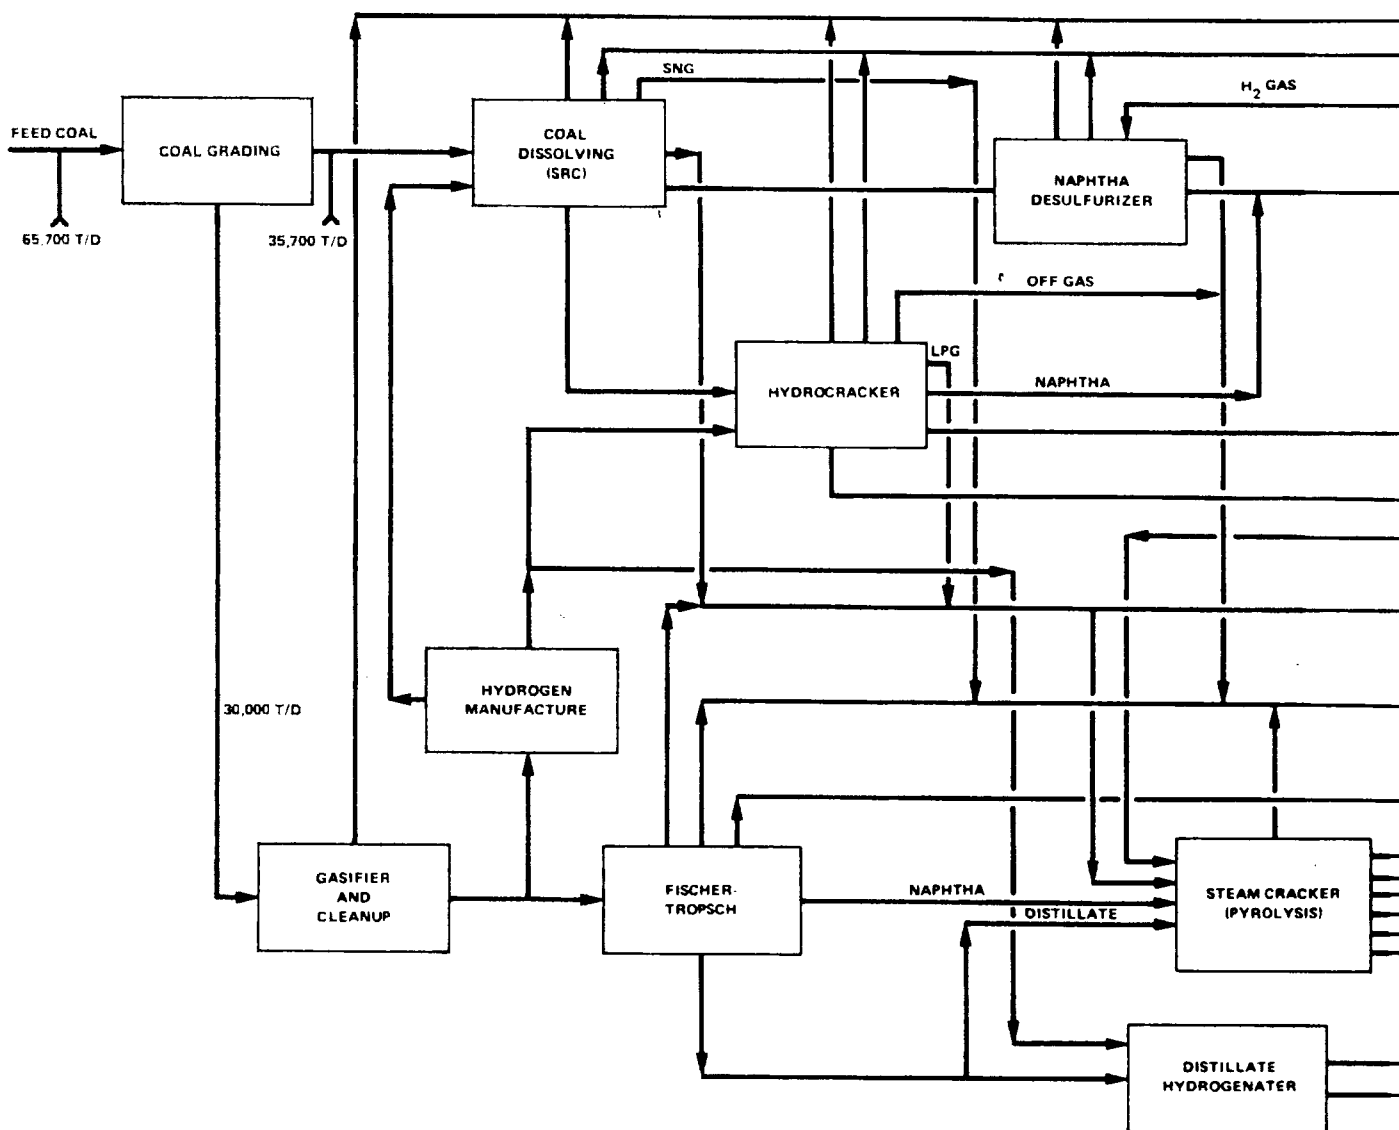 SNG
H2 GAS
FEED COAL
COAL GRADING
COAL
DISSOLVING
(SRC)
NAPHTHA
DESULFURIZER
65,700 T/D
35,700 T/D
OFF GAS
LPG
HYDROCRACKER
NAPHTHA
HYDROGEN
MANUFACTURE
30,000 T/D
GASIFIER
AND
CLEANUP
FISCHER-
TROPSCH
NAPHTHA
DISTILLATE
STEAM CRACKER
(PYROLYSIS)
DISTILLATE
HYDROGENATER